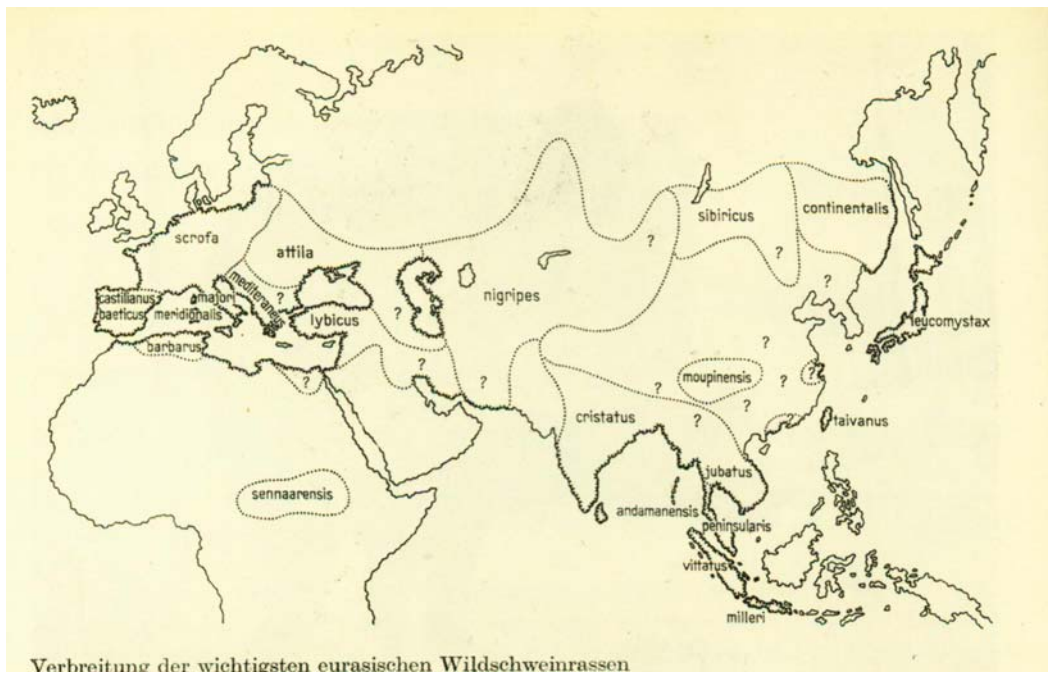 scrofa
attila
sibiricus
continentalis
?
?
nigripes
castilianus
baeticus
majori
meridionalis
mediteraneus
?
lybicus
?
?
leucomystax
barbarus
?
?
?
?
?
moupinensis
?
??
?
?
cristatus
?
taivanus
jubatus
sennaarensis
andamanensis
peninsularis
vittatus
milleri
Verbreitung der wichtigsten eurasischen Wildschweinrassen